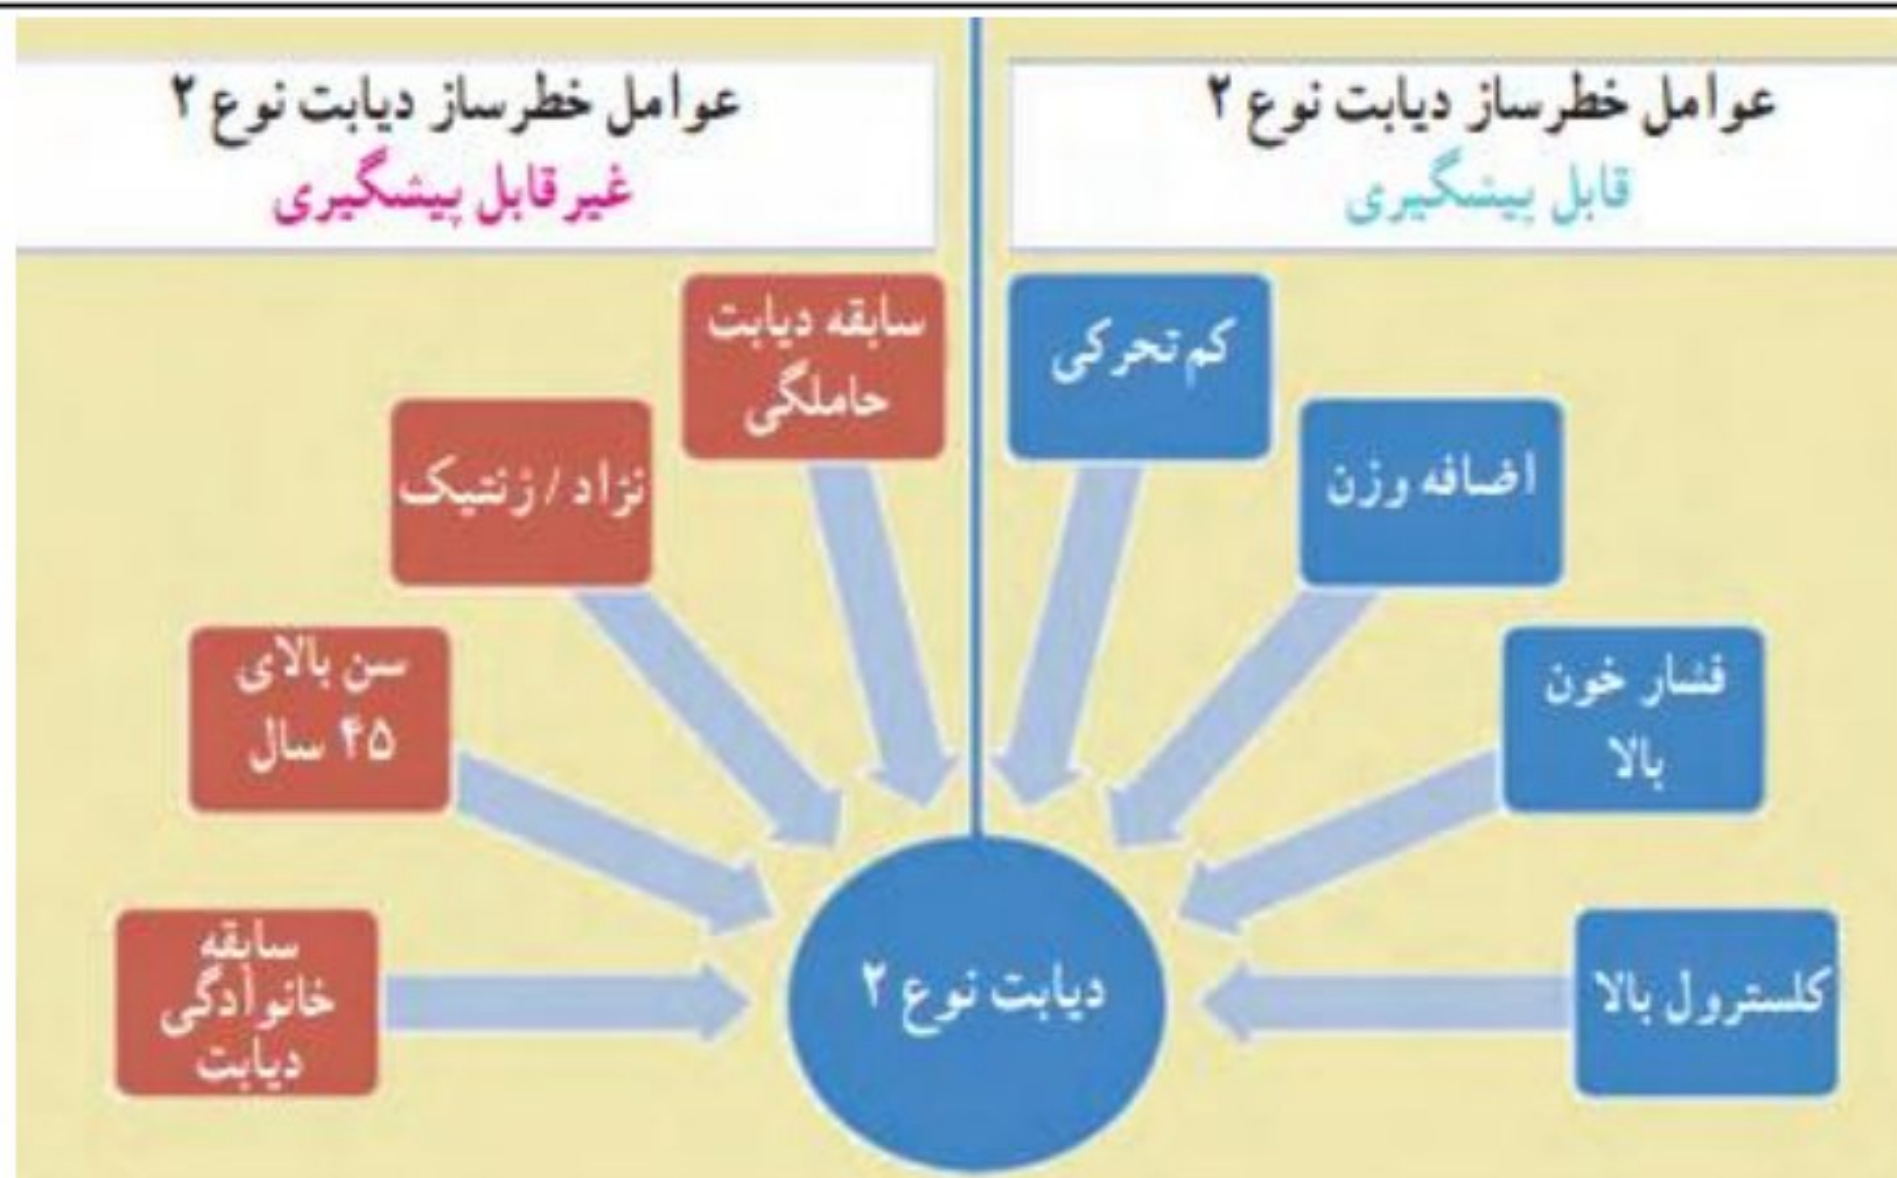 عوامل خطرساز دیابت نوع ۲
قابل پیشگیری
عوامل خطرساز دیابت نوع ۲
غیرقابل پیشگیری
کم تحرکی
اضافه وزن
فشار خون
بالا
کلسترول بالا
سابقه دیابت
حاملگی
نژاد / ژنتیک
سن بالای
۴۵ سال
سابقه
خانوادگی
دیابت
دیابت نوع ۲